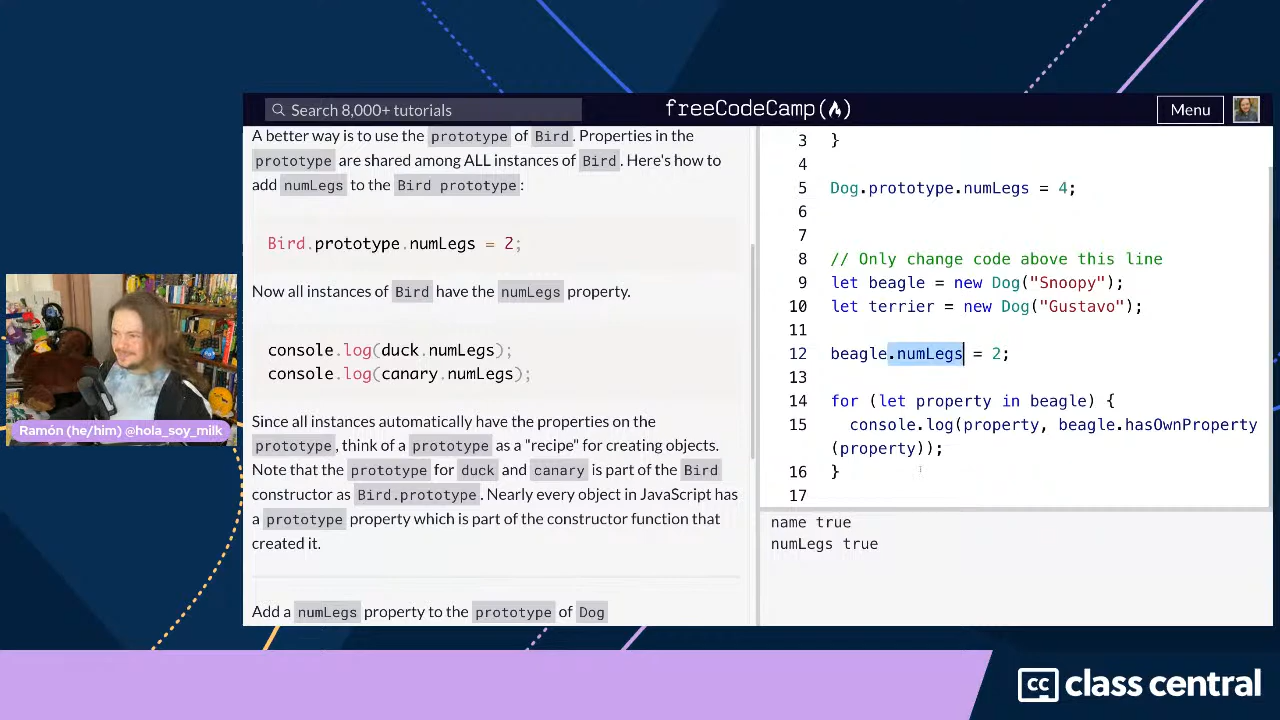 Search 8,000+ tutorials
freeCodeCamp
Menu
A better way is to use the prototype of Bird. Properties in the
prototype are shared among ALL instances of Bird. Here's how to
add numLegs to the Bird prototype:
Bird.prototype.numLegs = 2;
Now all instances of Bird have the numLegs property.
console.log(duck.numLegs);
console.log(canary.numLegs);
Since all instances automatically have the properties on the
prototype, think of a prototype as a "recipe" for creating objects.
Note that the prototype for duck and canary is part of the Bird
constructor as Bird.prototype. Nearly every object in JavaScript has
a prototype property which is part of the constructor function that
created it.
Add a numLegs property to the prototype of Dog
3 }
4
5 Dog.prototype.numLegs = 4;
6
7
8 // Only change code above this line
9 let beagle = new Dog("Snoopy");
10 let terrier = new Dog("Gustavo");
11
12 beagle.numLegs = 2;
13
14 for (let property in beagle) {
15 console.log(property, beagle.hasOwnProperty
(property));
16 }
17
name true
numLegs true
Ramón (he/him) @hola_soy_milk
cc class central